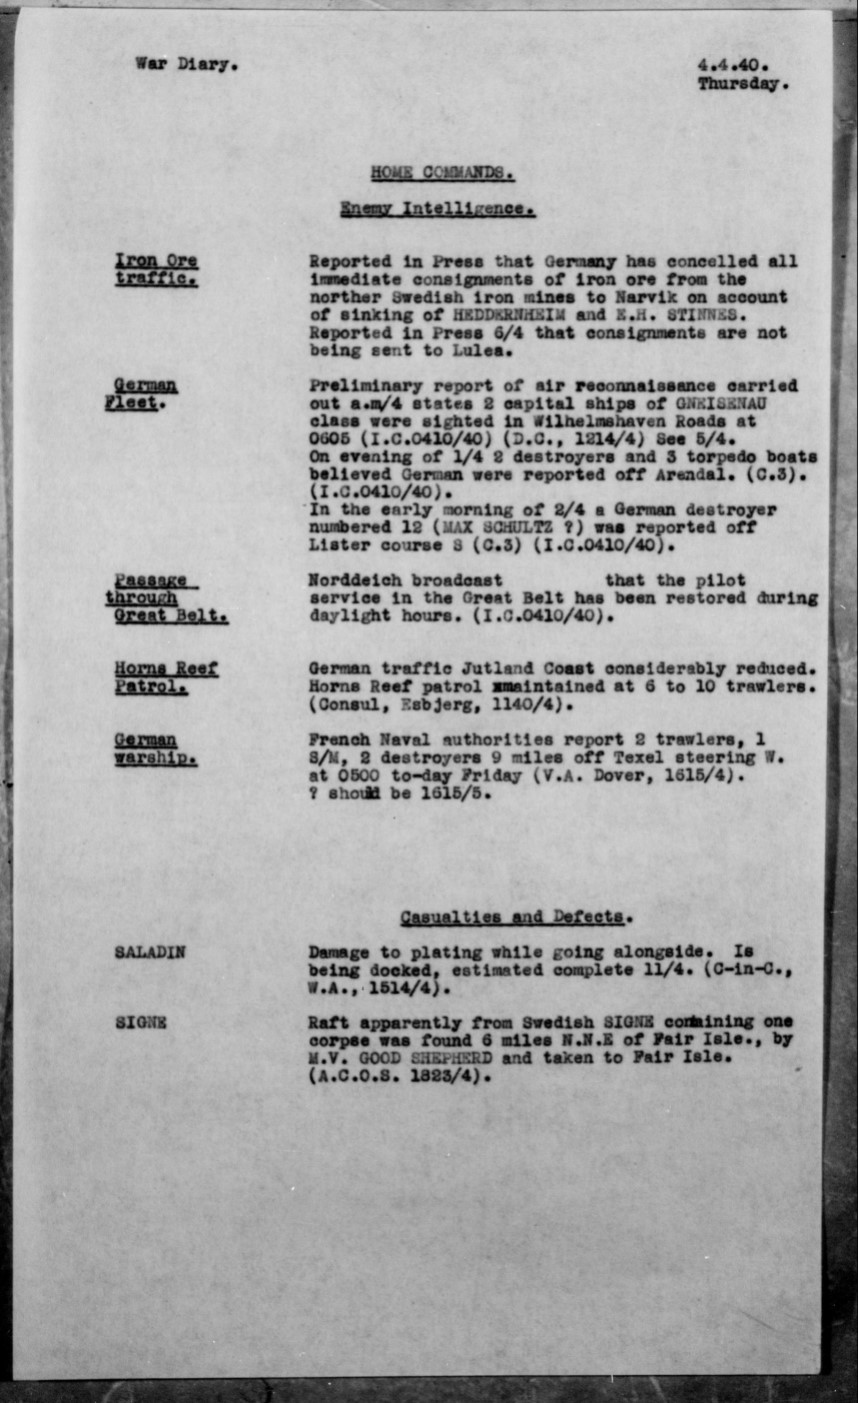 War Diary.
4.4.40.
Thursday.
HOME COMMANDS.
Enemy Intelligence.
Iron Ore
traffic.
Reported in Press that Germany has concelled all
immediate consignments of iron ore from the
norther Swedish iron mines to Narvik on account
of sinking of HEDDERNHEIM and E.H. STINNES.
Reported in Press 6/4 that consignments are not
being sent to Lulea.
German
Fleet.
Preliminary report of air reconnaissance carried
out a.m/4 states 2 capital ships of GNEISENAU
class were sighted in Wilhelmshaven Roads at
0605 (I.C.0410/40) (D.C., 1214/4) See 5/4.
On evening of 1/4 2 destroyers and 3 torpedo boats
believed German were reported off Arendal. (C.3).
(I.C.0410/40).
In the early morning of 2/4 a German destroyer
numbered 12 (MAX SCHULTZ ?) was reported off
Lister course S (C.3) (I.C.0410/40).
Passage
through
Great Belt.
Norddeich broadcast that the pilot
service in the Great Belt has been restored during
daylight hours. (I.C.0410/40).
Horns Reef
Patrol.
German traffic Jutland Coast considerably reduced.
Horns Reef patrol maintained at 6 to 10 trawlers.
(Consul, Esbjerg, 1140/4).
German
warship.
French Naval authorities report 2 trawlers, 1
S/M, 2 destroyers 9 miles off Texel steering W.
at 0500 to-day Friday (V.A. Dover, 1615/4).
? should be 1615/5.
Casualties and Defects.
SALADIN
Damage to plating while going alongside. Is
being docked, estimated complete 11/4. (C-in-C.,
W.A., 1514/4).
SIGNE
Raft apparently from Swedish SIGNE containing one
corpse was found 6 miles N.N.E of Fair Isle., by
M.V. GOOD SHEPHERD and taken to Fair Isle.
(A.C.O.S. 1823/4).